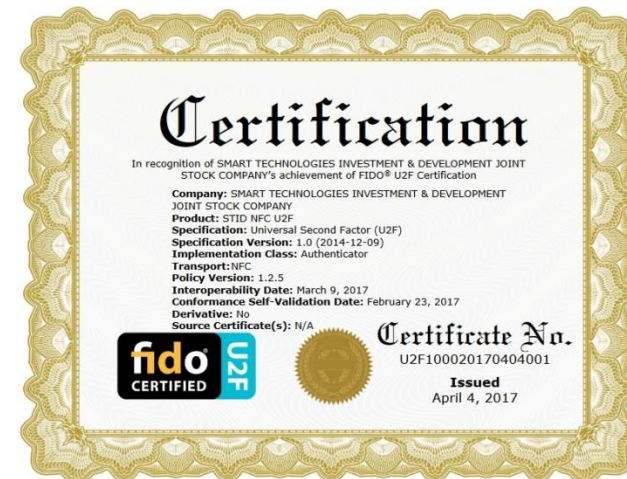 Certification
In recognition of SMART TECHNOLOGIES INVESTMENT & DEVELOPMENT JOINT
STOCK COMPANY's achievement of FIDO® U2F Certification
Company: SMART TECHNOLOGIES INVESTMENT & DEVELOPMENT
JOINT STOCK COMPANY
Product: STID NFC U2F
Specification: Universal Second Factor (U2F)
Specification Version: 1.0 (2014-12-09)
Implementation Class: Authenticator
Transport:NFC
Policy Version: 1.2.5
Interoperability Date: March 9, 2017
Conformance Self-Validation Date: February 23, 2017
Derivative: No
Source Certificate(s): N/A
fido
CERTIFIED
U2F
Certificate No.
U2F100020170404001
Issued
April 4, 2017